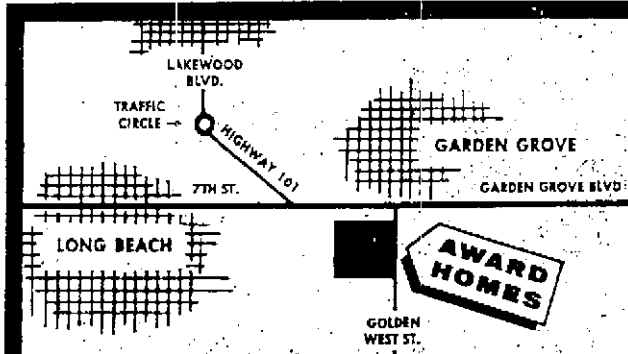 LAKEWOOD
BLVD.
TRAFFIC
CIRCLE
HIGHWAY 101
GARDEN GROVE
7TH ST.
GARDEN GROVE BLVD
LONG BEACH
AWARD
HOMES
GOLDEN
WEST ST.